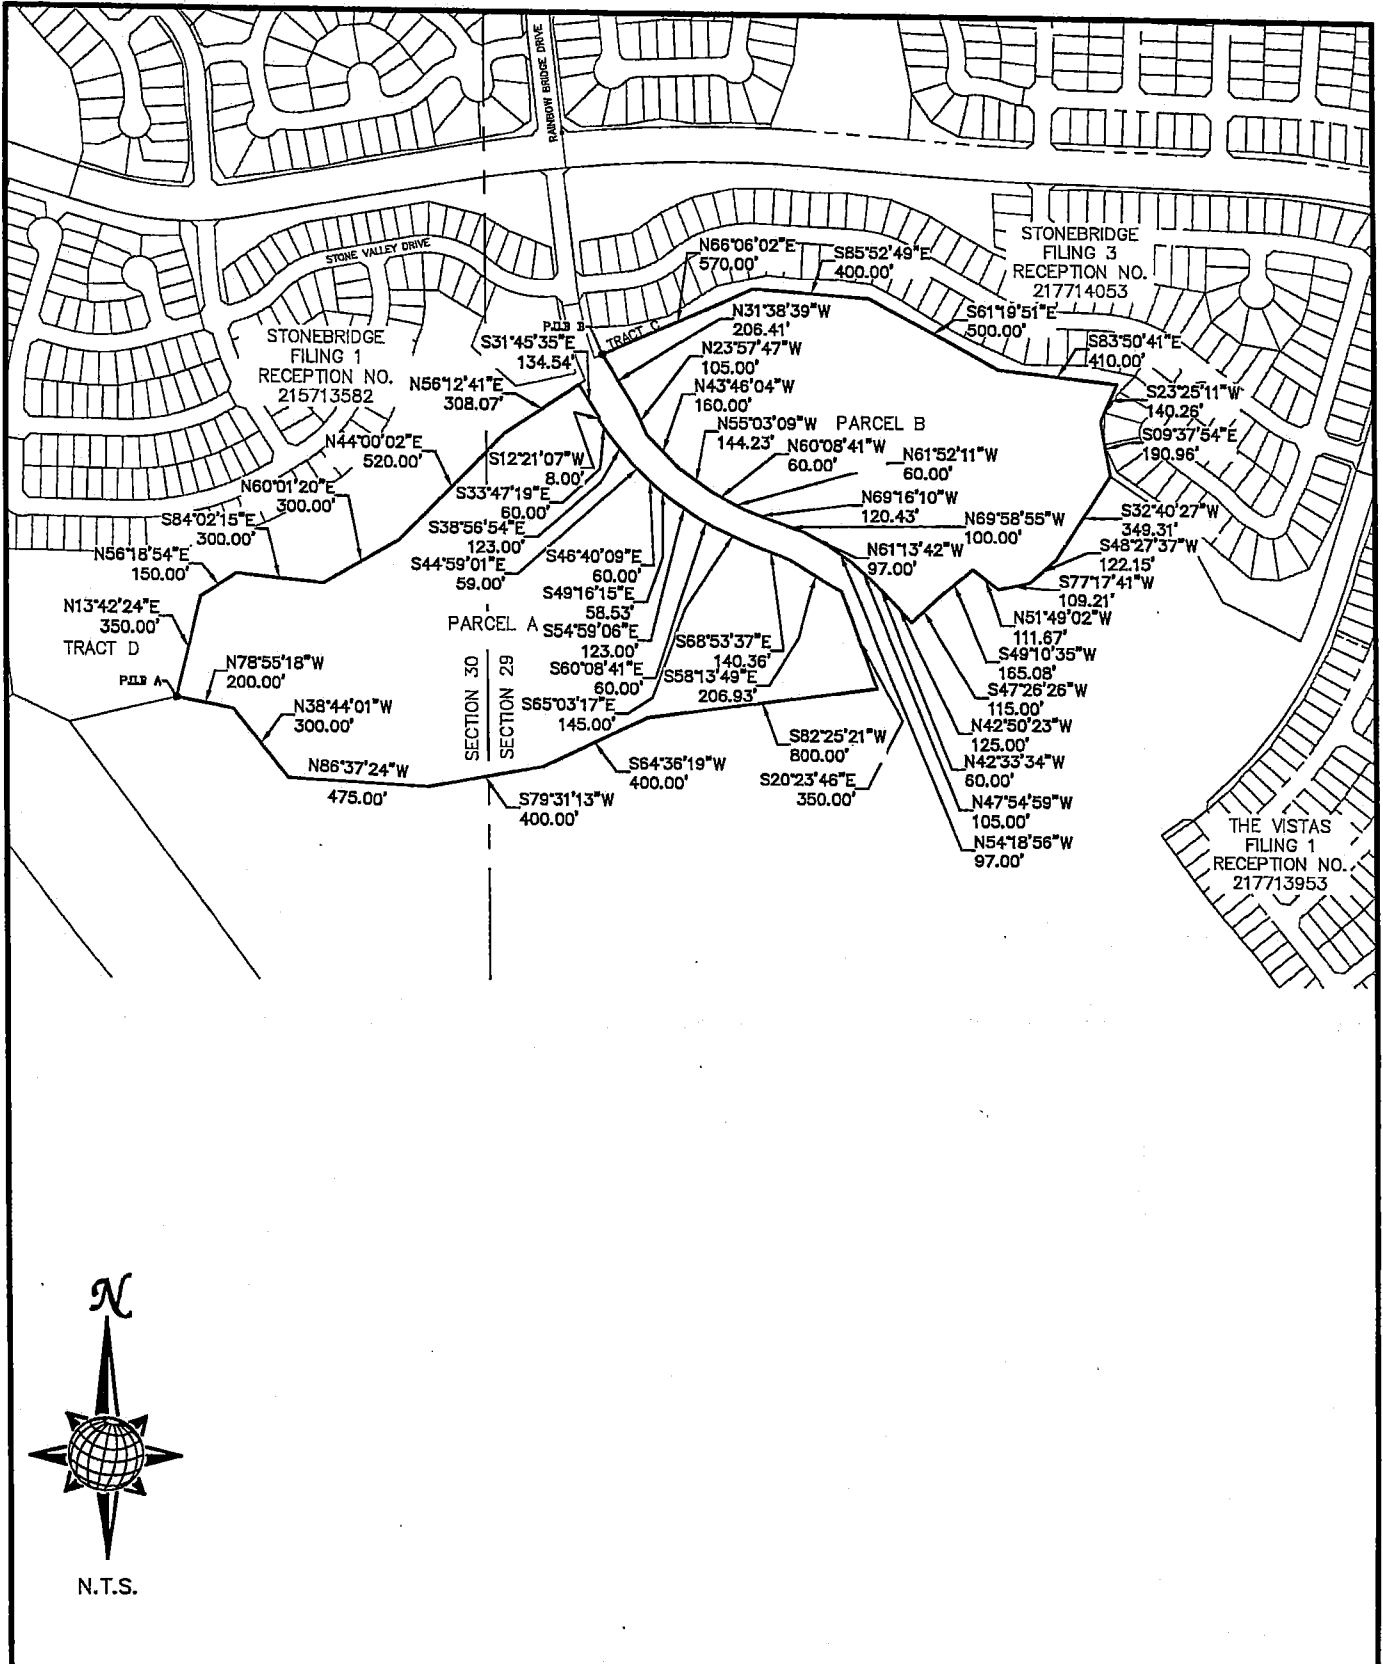 RAINBOW BRIDGE DRIVE
STONE VALLEY DRIVE
STONEBRIDGE
FILING 3
RECEPTION NO.
217714053
N66°06'02"E
570.00'
S85°52'49"E
400.00'
TRACT C
P.O.B B
S31°45'35"E
134.54'
N31°38'39"W
206.41'
S61°19'51"E
500.00'
STONEBRIDGE
FILING 1
RECEPTION NO.
215713582
N23°57'47"W
105.00'
S83°50'41"E
410.00'
N56°12'41"E
308.07'
N43°46'04"W
160.00'
S23°25'11"W
140.26'
N55°03'09"W
144.23'
PARCEL B
N44°00'02"E
520.00'
S12°21'07"W
8.00'
N60°08'41"W
60.00'
N61°52'11"W
60.00'
S09°37'54"E
190.96'
N60°01'20"E
300.00'
S33°47'19"E
60.00'
N69°16'10"W
120.43'
S84°02'15"E
300.00'
S38°56'54"E
123.00'
N69°58'55"W
100.00'
S32°40'27"W
349.31'
N56°18'54"E
150.00'
S44°59'01"E
59.00'
S46°40'09"E
60.00'
N61°13'42"W
97.00'
S48°27'37"W
122.15'
S49°16'15"E
58.53'
S77°17'41"W
109.21'
N13°42'24"E
350.00'
TRACT D
PARCEL A
S54°59'06"E
123.00'
S68°53'37"E
140.36'
N51°49'02"W
111.67'
N78°55'18"W
200.00'
P.O.B A
SECTION 30
SECTION 29
S60°08'41"E
60.00'
S58°13'49"E
206.93'
S49°10'35"W
165.08'
S47°26'26"W
115.00'
N38°44'01"W
300.00'
S65°03'17"E
145.00'
N42°50'23"W
125.00'
S82°25'21"W
800.00'
N42°33'34"W
60.00'
N86°37'24"W
475.00'
S64°36'19"W
400.00'
S20°23'46"E
350.00'
S79°31'13"W
400.00'
N47°54'59"W
105.00'
N54°18'56"W
97.00'
THE VISTAS
FILING 1
RECEPTION NO.
217713953
N
N.T.S.